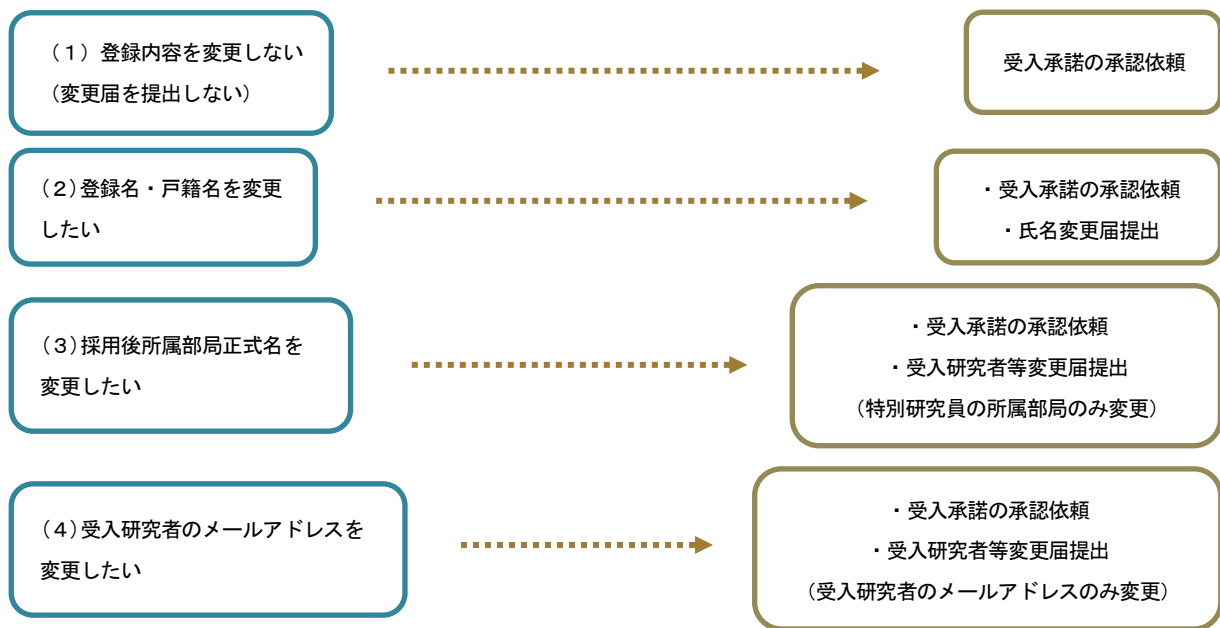 （１）登録内容を変更しない
（変更届を提出しない）
受入承諾の承認依頼
（２）登録名・戸籍名を変更
したい
・受入承諾の承認依頼
・氏名変更届提出
（３）採用後所属部局正式名を
変更したい
・受入承諾の承認依頼
・受入研究者等変更届提出
（特別研究員の所属部局のみ変更）
（４）受入研究者のメールアドレスを
変更したい
・受入承諾の承認依頼
・受入研究者等変更届提出
（受入研究者のメールアドレスのみ変更）